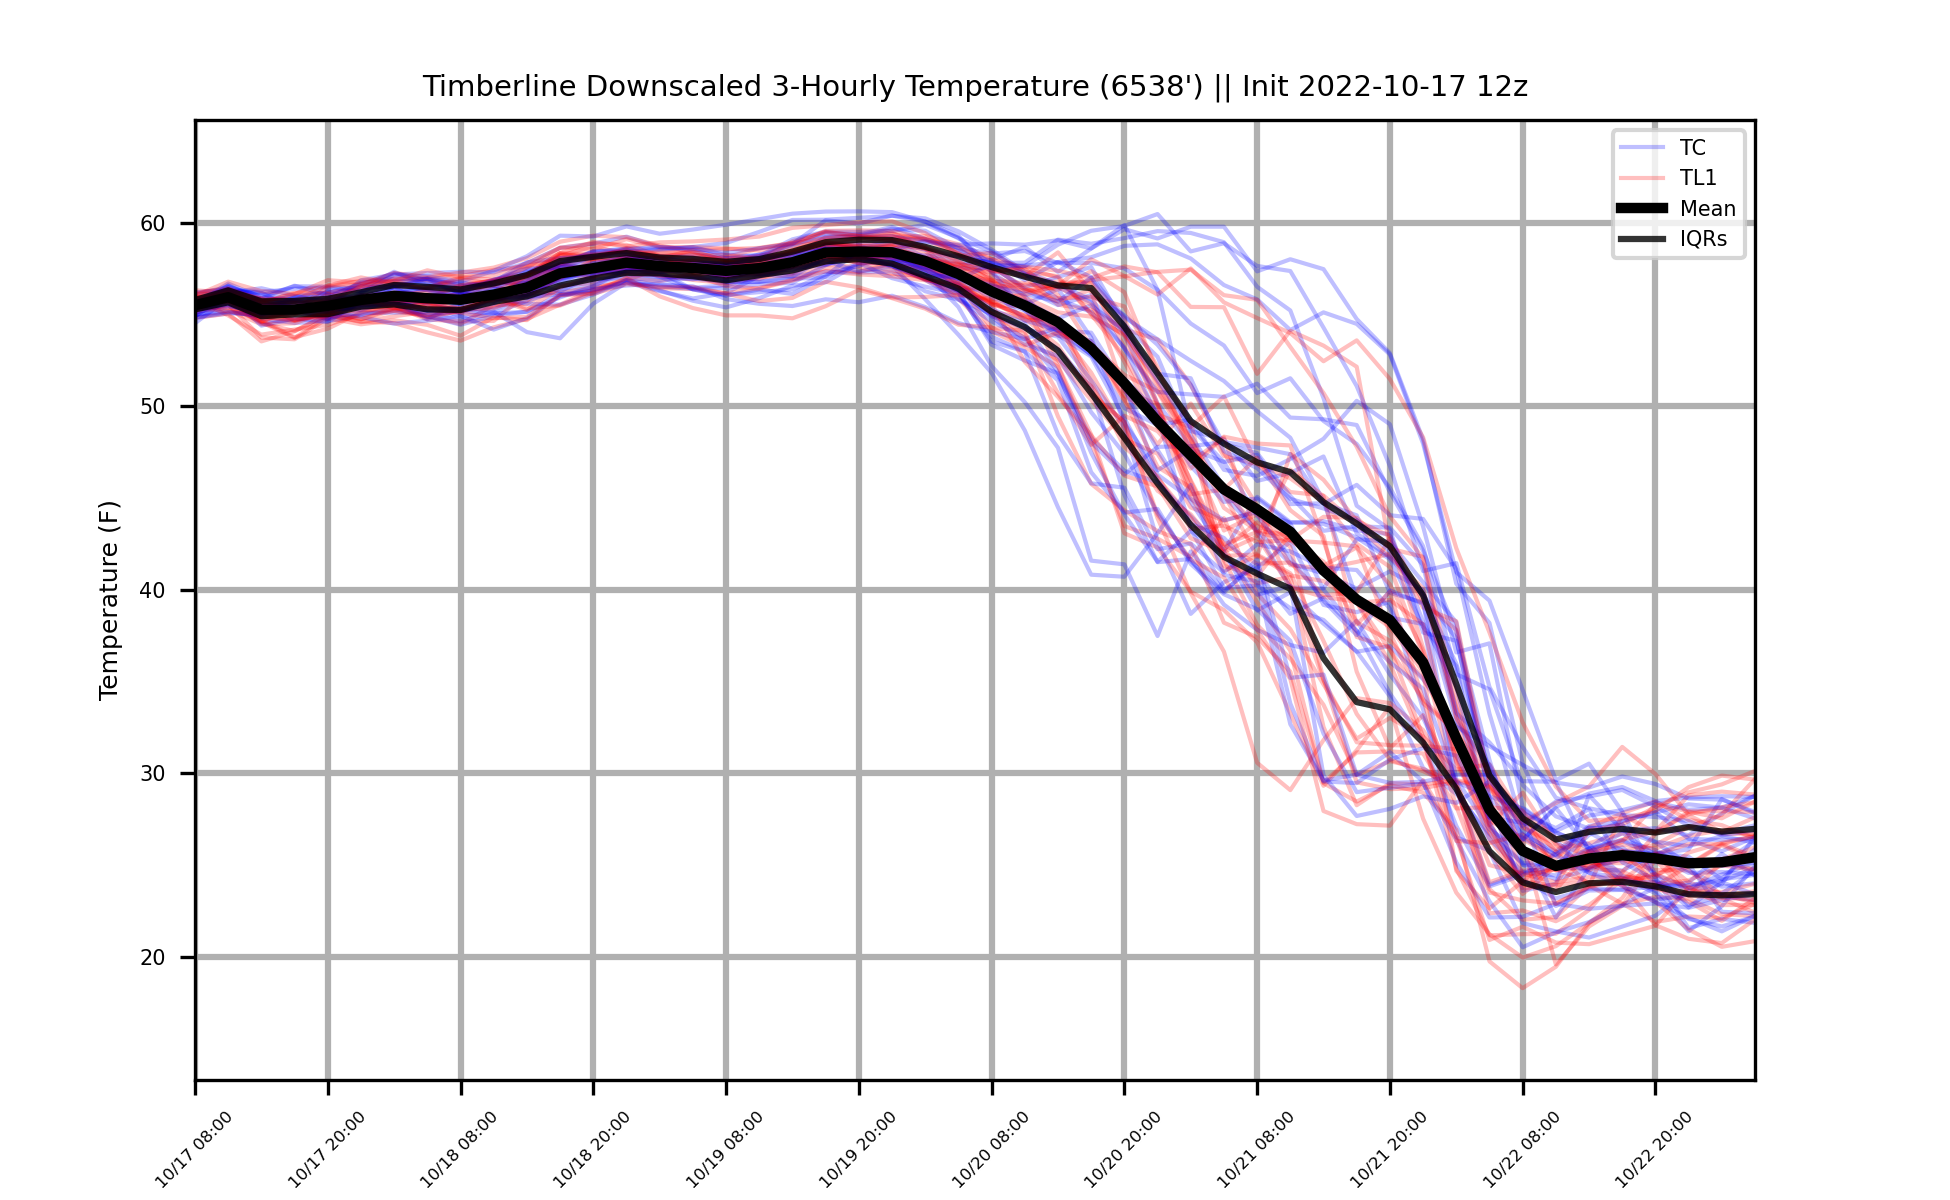 Timberline Downscaled 3-Hourly Temperature (6538') || Init 2022-10-17 12z
TC
TL1
Mean
IQRs
Temperature (F)
60
50
40
30
20
10/17 08:00
10/17 20:00
10/18 08:00
10/18 20:00
10/19 08:00
10/19 20:00
10/20 08:00
10/20 20:00
10/21 08:00
10/21 20:00
10/22 08:00
10/22 20:00